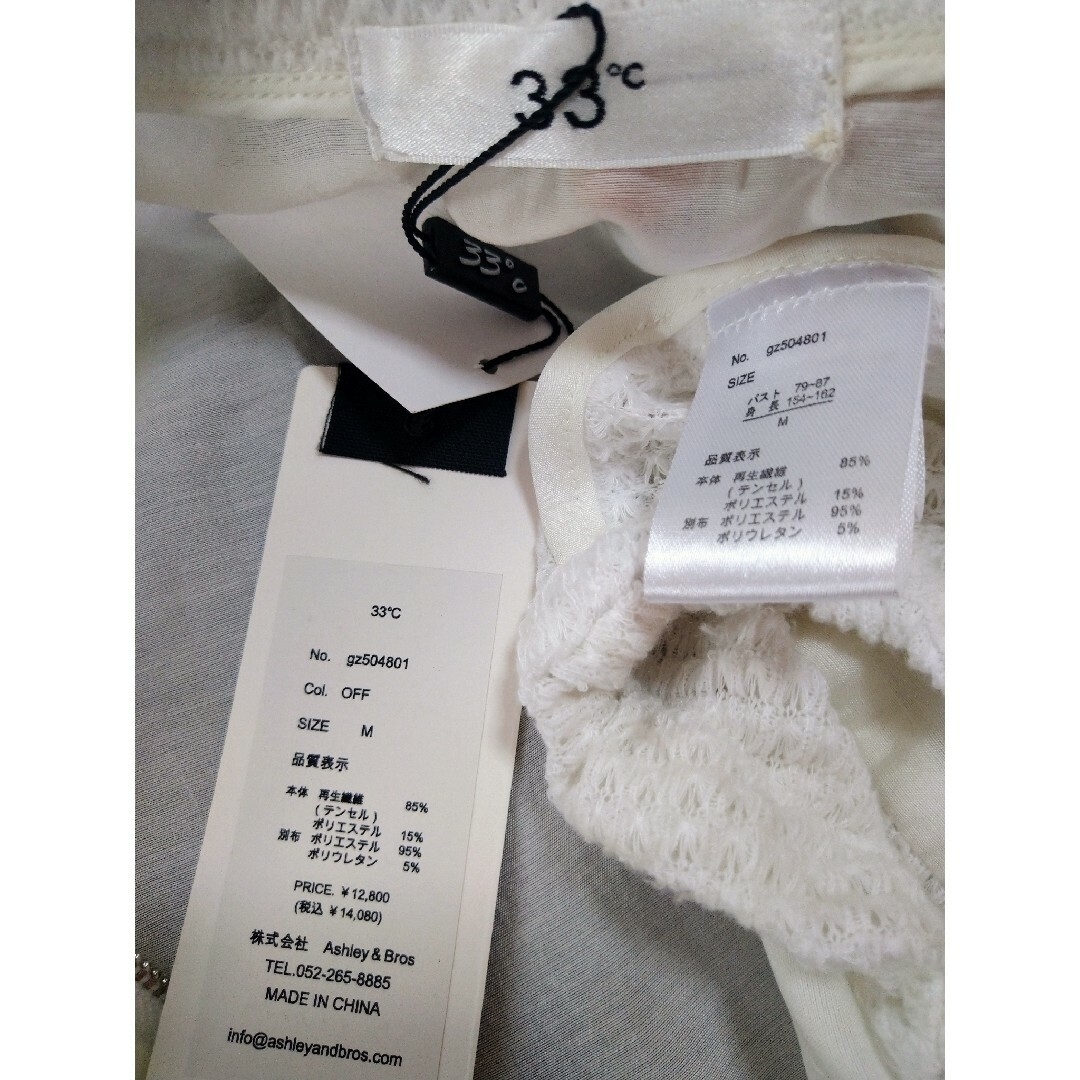 33℃
33℃
No. gz504801
SIZE
バスト 79~87
身長 154~162
M
品質表示
本体 再生繊維 85%
(テンセル)
ポリエステル 15%
別布 ポリエステル 95%
ポリウレタン 5%
33℃
No. gz504801
Col. OFF
SIZE M
品質表示
本体 再生繊維 85%
(テンセル)
ポリエステル 15%
別布 ポリエステル 95%
ポリウレタン 5%
PRICE. ¥12,800
(税込 ¥14,080)
株式会社 Ashley & Bros
TEL.052-265-8885
MADE IN CHINA
info@ashleyandbros.com